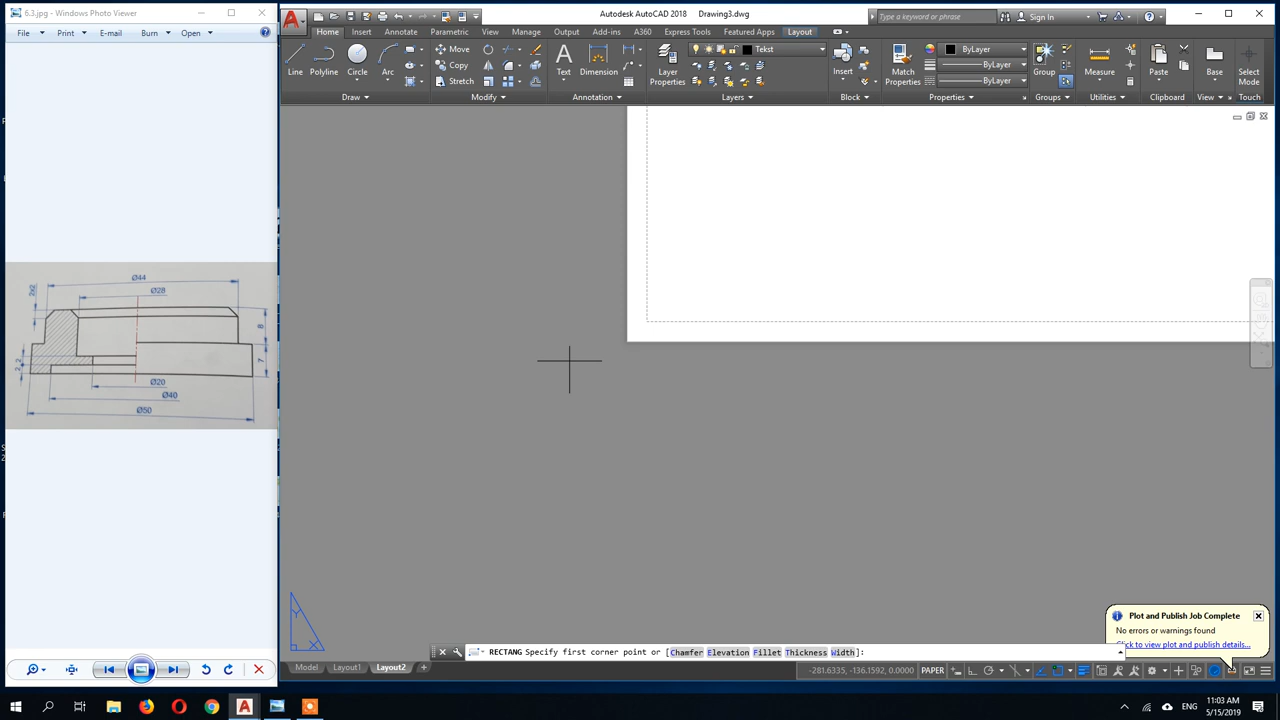 6.3.jpg - Windows Photo Viewer
File Print E-mail Burn Open
Ø44
2x2
Ø28
8
2 2
7
Ø20
Ø40
Ø50
Autodesk AutoCAD 2018 Drawing3.dwg
Type a keyword or phrase
Sign In
Home Insert Annotate Parametric View Manage Output Add-ins A360 Express Tools Featured Apps Layout
Line Polyline Circle Arc
Move
Copy
Stretch
Text Dimension
Layer Properties
Tekst
Insert
Match Properties
ByLayer
ByLayer
ByLayer
Group
Measure
Paste
Base
Select Mode
Draw Modify Annotation Layers Block Properties Groups Utilities Clipboard View Touch
Y
X
RECTANG Specify first corner point or [Chamfer Elevation Fillet Thickness Width]:
Plot and Publish Job Complete
No errors or warnings found
Click to view plot and publish details...
Model Layout1 Layout2
-281.6335, -136.1592, 0.0000 PAPER
ENG
11:03 AM
5/15/2019